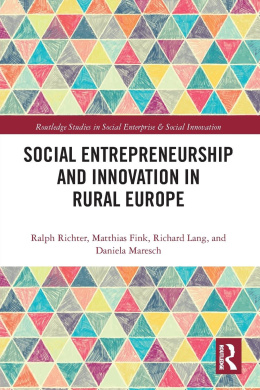 Routledge Studies in Social Enterprise & Social Innovation
SOCIAL ENTREPRENEURSHIP
AND INNOVATION IN
RURAL EUROPE
Ralph Richter, Matthias Fink, Richard Lang, and
Daniela Maresch
ROUTLEDGE